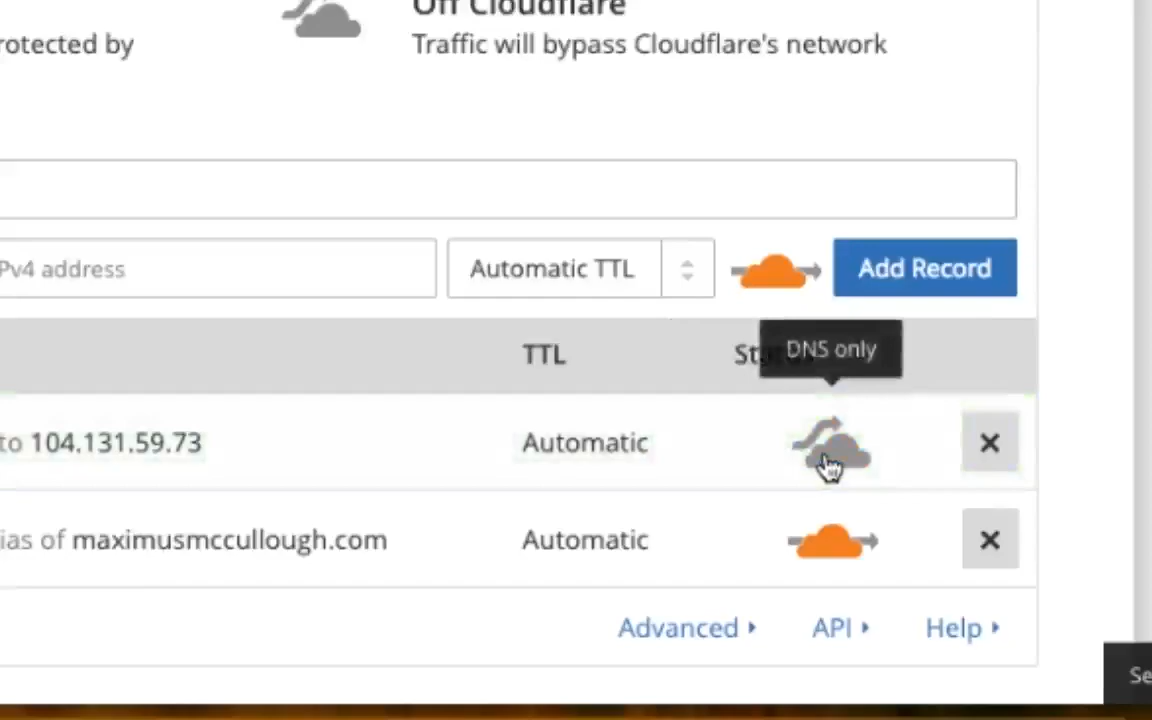 Off Cloudflare
rotected by
Traffic will bypass Cloudflare's network
Pv4 address
Automatic TTL
Add Record
TTL
DNS only
to 104.131.59.73
Automatic
ias of maximusmccullough.com
Automatic
Advanced
API
Help